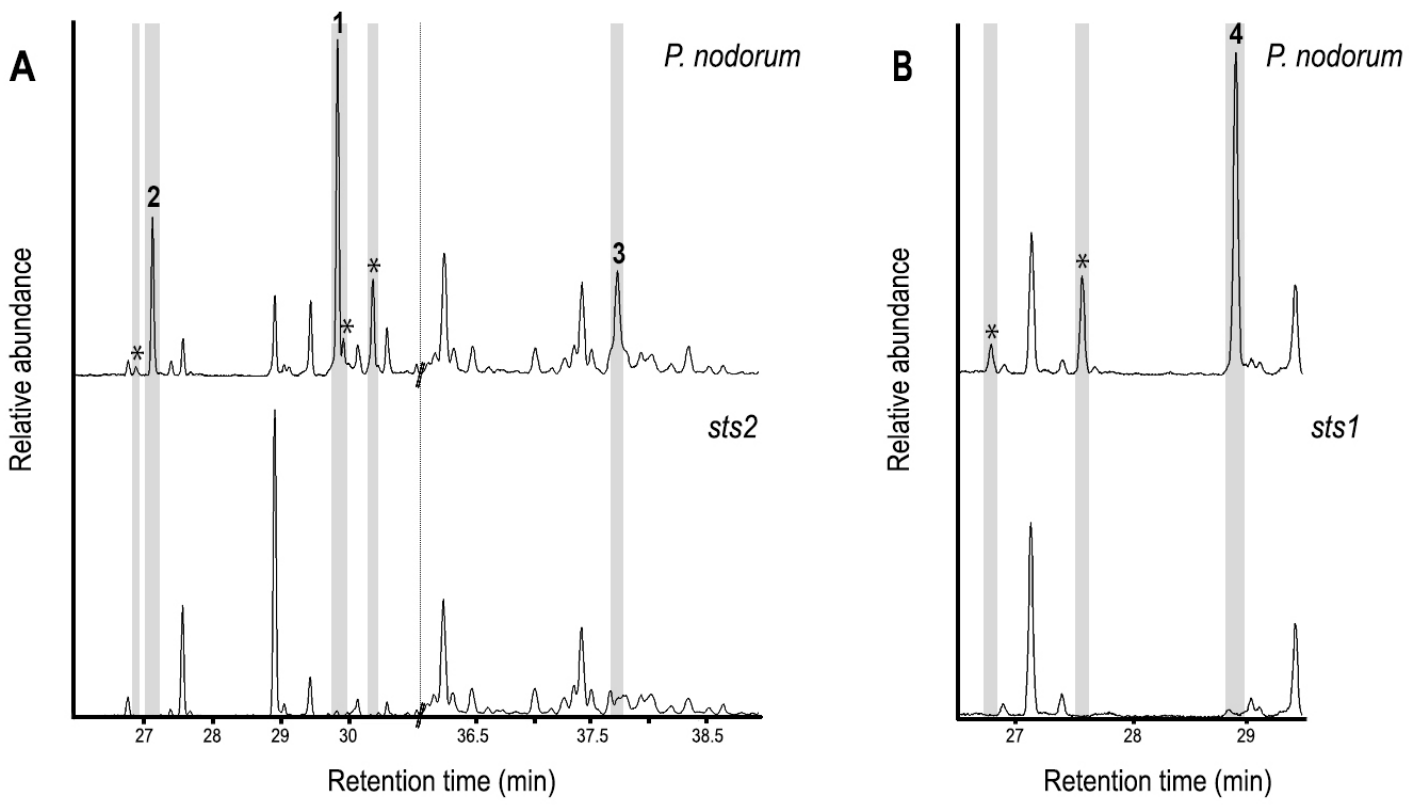 A
P. nodorum
1
2
*
*
*
3
sts2
Relative abundance
27 28 29 30 36.5 37.5 38.5
Retention time (min)
B
P. nodorum
4
*
*
sts1
Relative abundance
27 28 29
Retention time (min)